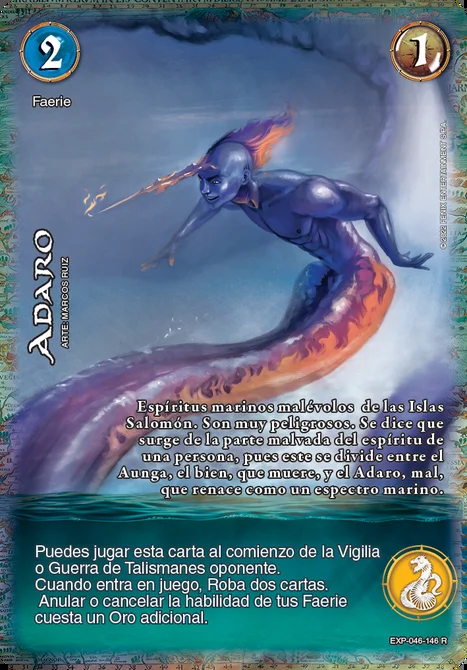 2
1
Faerie
ADARO
ARTE: MARCOS RUIZ
© 2022 FENIX ENTERTAINMENT S.P.A.
Espíritus marinos malévolos de las Islas
Salomón. Son muy peligrosos. Se dice que
surge de la parte malvada del espíritu de
una persona, pues este se divide entre el
Aunga, el bien, que muere, y el Adaro, mal,
que renace como un espectro marino.
Puedes jugar esta carta al comienzo de la Vigilia
o Guerra de Talismanes oponente.
Cuando entra en juego, Roba dos cartas.
Anular o cancelar la habilidad de tus Faerie
cuesta un Oro adicional.
EXP-046-146 R